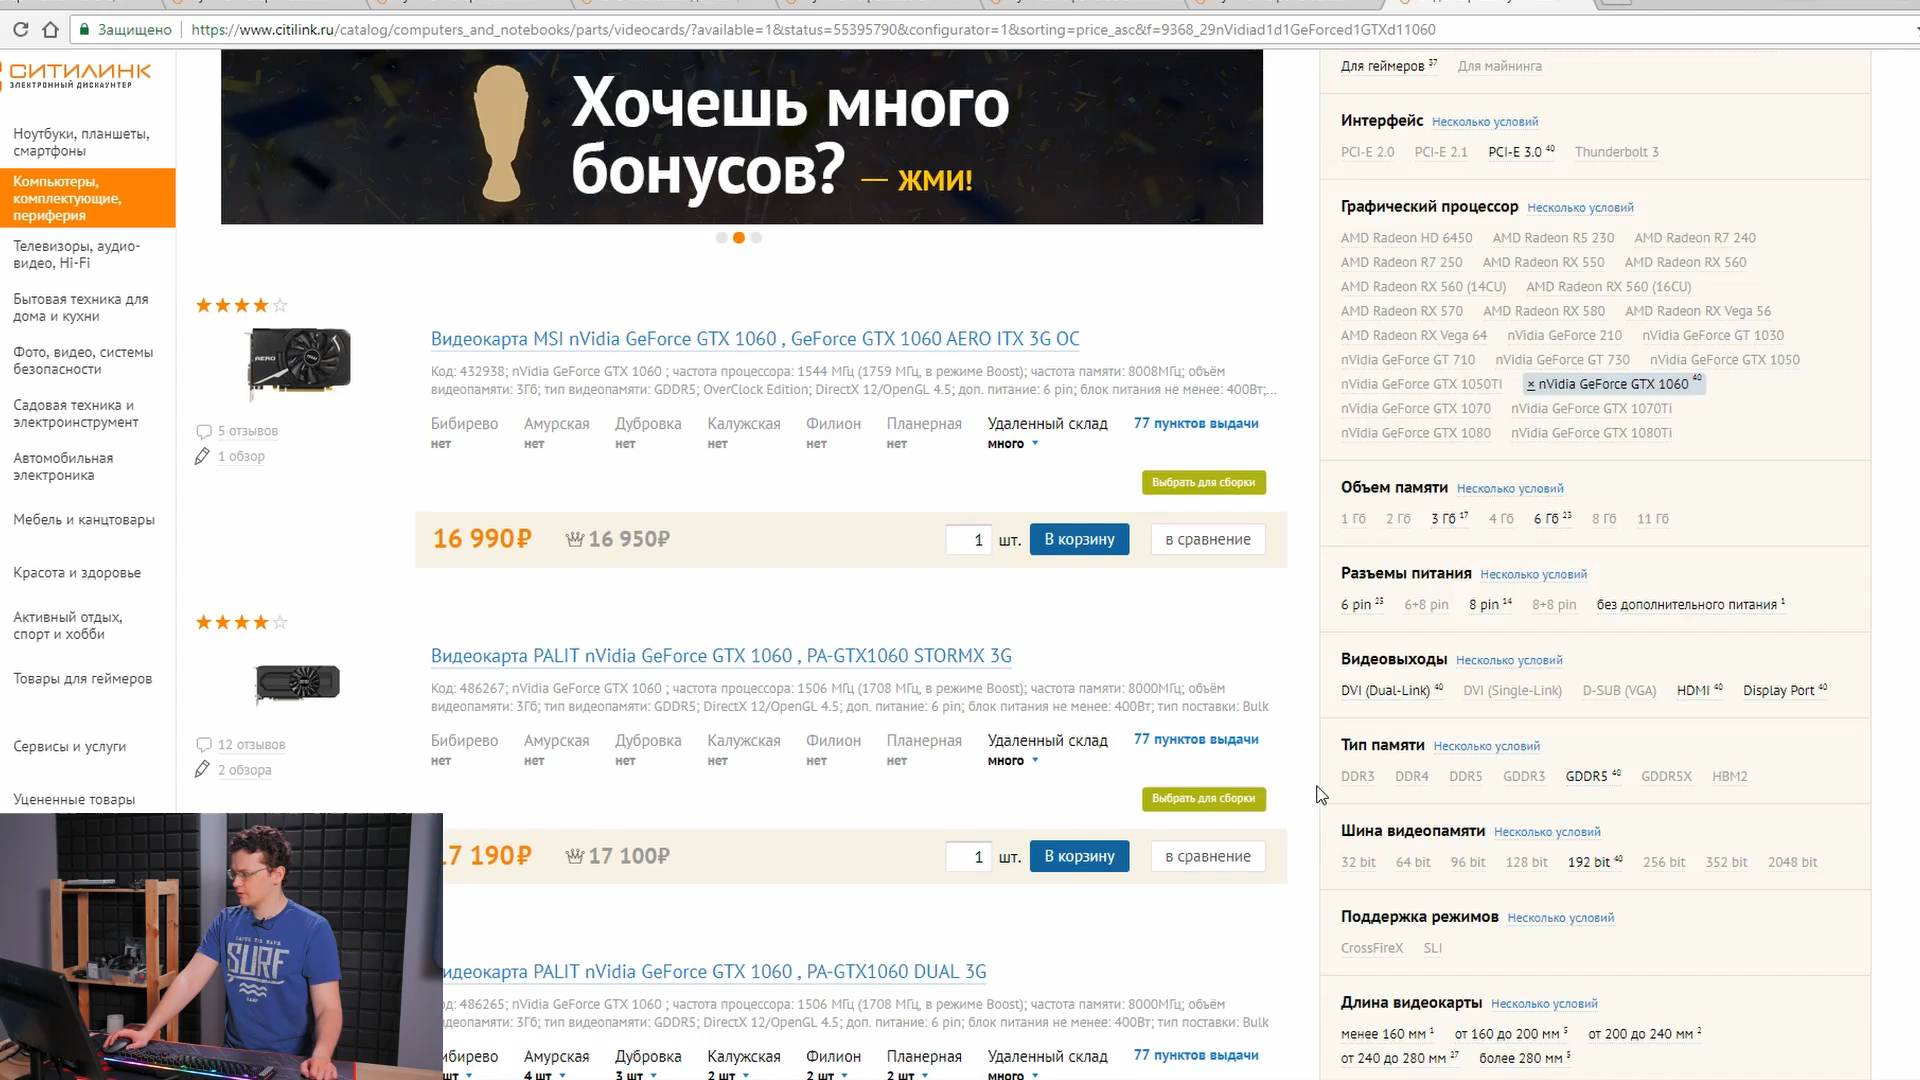 Защищено
https://www.citilink.ru/catalog/computers_and_notebooks/parts/videocards/?available=1&status=55395790&configurator=1&sorting=price_asc&f=9368_29nVidiad1d1GeForced1GTXd11060
СИТИЛИНК
ЭЛЕКТРОННЫЙ ДИСКАУНТЕР
Ноутбуки, планшеты,
смартфоны
Компьютеры,
комплектующие,
периферия
Телевизоры, аудио-
видео, Hi-Fi
Бытовая техника для
дома и кухни
Фото, видео, системы
безопасности
Садовая техника и
электроинструмент
Автомобильная
электроника
Мебель и канцтовары
Красота и здоровье
Активный отдых,
спорт и хобби
Товары для геймеров
Сервисы и услуги
Уцененные товары
Хочешь много
бонусов? — ЖМИ!
Видеокарта MSI nVidia GeForce GTX 1060 , GeForce GTX 1060 AERO ITX 3G OC
Код: 432938; nVidia GeForce GTX 1060 ; частота процессора: 1544 МГц (1759 МГц, в режиме Boost); частота памяти: 8008МГц; объём
видеопамяти: 3Гб; тип видеопамяти: GDDR5; OverClock Edition; DirectX 12/OpenGL 4.5; доп. питание: 6 pin; блок питания не менее: 400Вт;...
5 отзывов
1 обзор
Бибирево Амурская Дубровка Калужская Филион Планерная Удаленный склад 77 пунктов выдачи
нет нет нет нет нет нет много
Выбрать для сборки
16 990₽ 16 950₽ 1 шт. В корзину в сравнение
Видеокарта PALIT nVidia GeForce GTX 1060 , PA-GTX1060 STORMX 3G
Код: 486267; nVidia GeForce GTX 1060 ; частота процессора: 1506 МГц (1708 МГц, в режиме Boost); частота памяти: 8000МГц; объём
видеопамяти: 3Гб; тип видеопамяти: GDDR5; DirectX 12/OpenGL 4.5; доп. питание: 6 pin; блок питания не менее: 400Вт; тип поставки: Bulk
12 отзывов
2 обзора
Бибирево Амурская Дубровка Калужская Филион Планерная Удаленный склад 77 пунктов выдачи
нет нет нет нет нет нет много
Выбрать для сборки
17 190₽ 17 100₽ 1 шт. В корзину в сравнение
идеокарта PALIT nVidia GeForce GTX 1060 , PA-GTX1060 DUAL 3G
од: 486265; nVidia GeForce GTX 1060 ; частота процессора: 1506 МГц (1708 МГц, в режиме Boost); частота памяти: 8000МГц; объём
идеопамяти: 3Гб; тип видеопамяти: GDDR5; DirectX 12/OpenGL 4.5; доп. питание: 6 pin; блок питания не менее: 400Вт; тип поставки: Bulk
ибирево Амурская Дубровка Калужская Филион Планерная Удаленный склад 77 пунктов выдачи
шт 4 шт 3 шт 2 шт 2 шт 2 шт много
Для геймеров 37 Для майнинга
Интерфейс Несколько условий
PCI-E 2.0 PCI-E 2.1 PCI-E 3.0 40 Thunderbolt 3
Графический процессор Несколько условий
AMD Radeon HD 6450 AMD Radeon R5 230 AMD Radeon R7 240
AMD Radeon R7 250 AMD Radeon RX 550 AMD Radeon RX 560
AMD Radeon RX 560 (14CU) AMD Radeon RX 560 (16CU)
AMD Radeon RX 570 AMD Radeon RX 580 AMD Radeon RX Vega 56
AMD Radeon RX Vega 64 nVidia GeForce 210 nVidia GeForce GT 1030
nVidia GeForce GT 710 nVidia GeForce GT 730 nVidia GeForce GTX 1050
nVidia GeForce GTX 1050TI × nVidia GeForce GTX 1060 40
nVidia GeForce GTX 1070 nVidia GeForce GTX 1070Ti
nVidia GeForce GTX 1080 nVidia GeForce GTX 1080Ti
Объем памяти Несколько условий
1 Гб 2 Гб 3 Гб 17 4 Гб 6 Гб 23 8 Гб 11 Гб
Разъемы питания Несколько условий
6 pin 25 6+8 pin 8 pin 14 8+8 pin без дополнительного питания 1
Видеовыходы Несколько условий
DVI (Dual-Link) 40 DVI (Single-Link) D-SUB (VGA) HDMI 40 Display Port 40
Тип памяти Несколько условий
DDR3 DDR4 DDR5 GDDR3 GDDR5 40 GDDR5X HBM2
Шина видеопамяти Несколько условий
32 bit 64 bit 96 bit 128 bit 192 bit 40 256 bit 352 bit 2048 bit
Поддержка режимов Несколько условий
CrossFireX SLI
Длина видеокарты Несколько условий
менее 160 мм 1 от 160 до 200 мм 5 от 200 до 240 мм 2
от 240 до 280 мм 27 более 280 мм 5
SURF